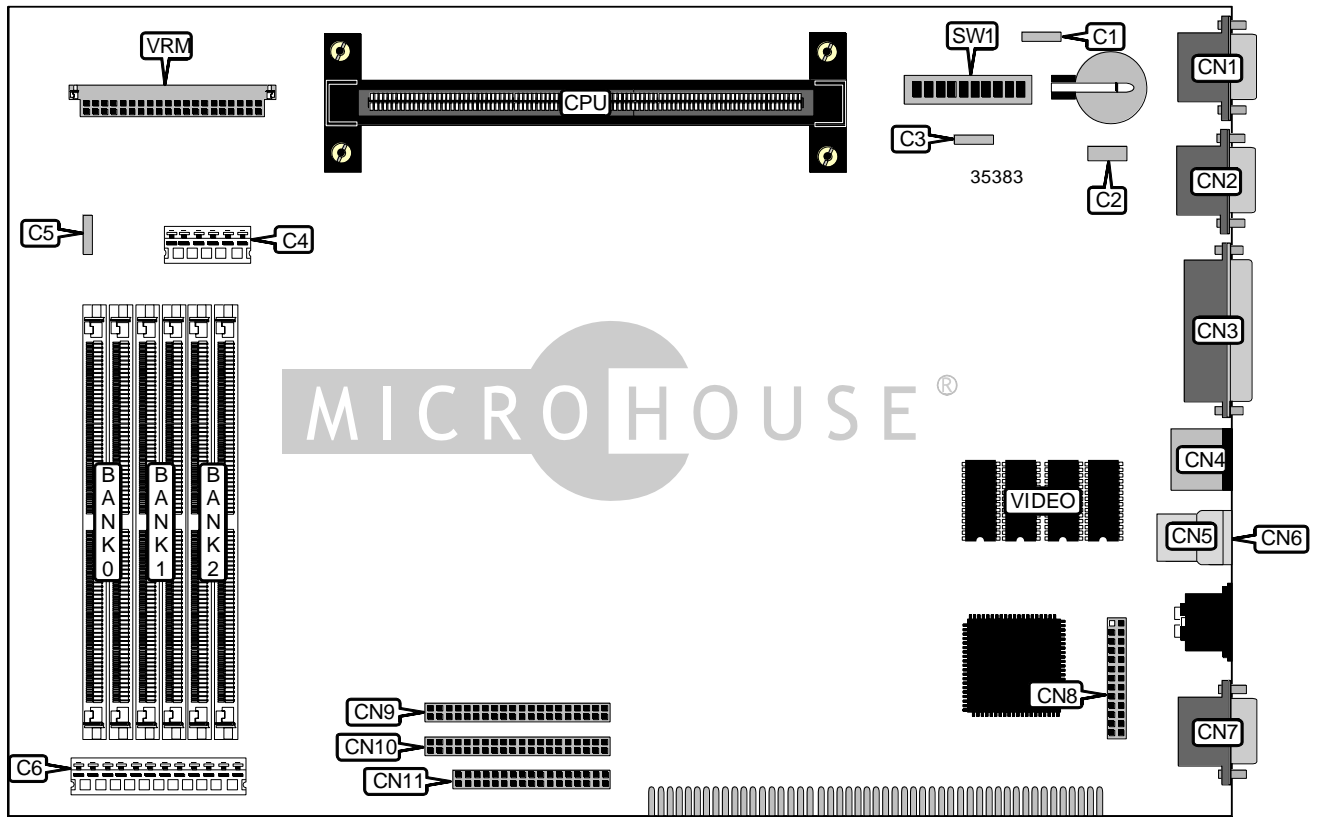 VRM
CPU
SW1
C1
CN1
C3
35383
C2
CN2
C5
C4
CN3
MICROHOUSE®
BANK0
BANK1
BANK2
CN4
VIDEO
CN5
CN6
CN8
CN9
CN10
CN11
CN7
C6